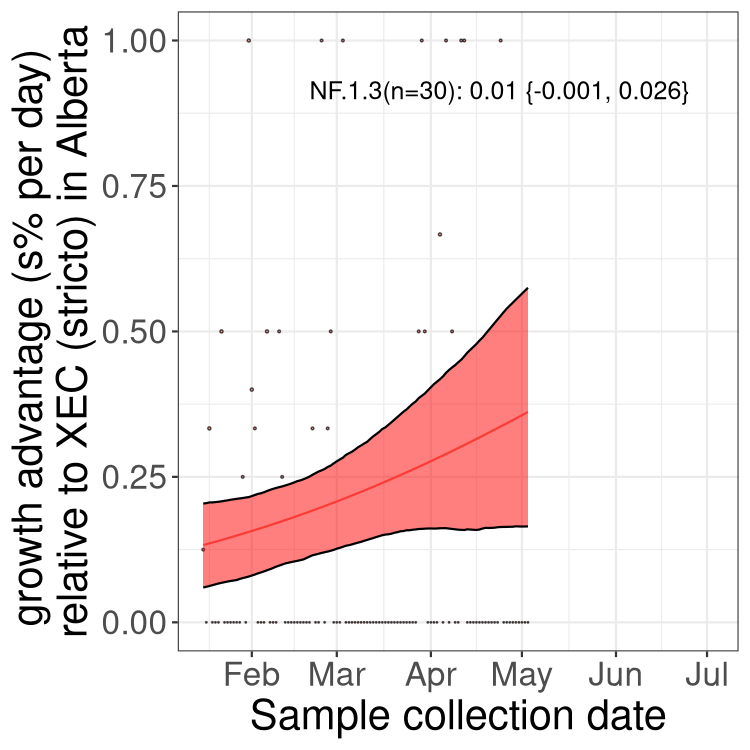 growth advantage (s% per day)
relative to XEC (stricto) in Alberta
1.00
0.75
0.50
0.25
0.00
NF.1.3(n=30): 0.01 {-0.001, 0.026}
Feb Mar Apr May Jun Jul
Sample collection date